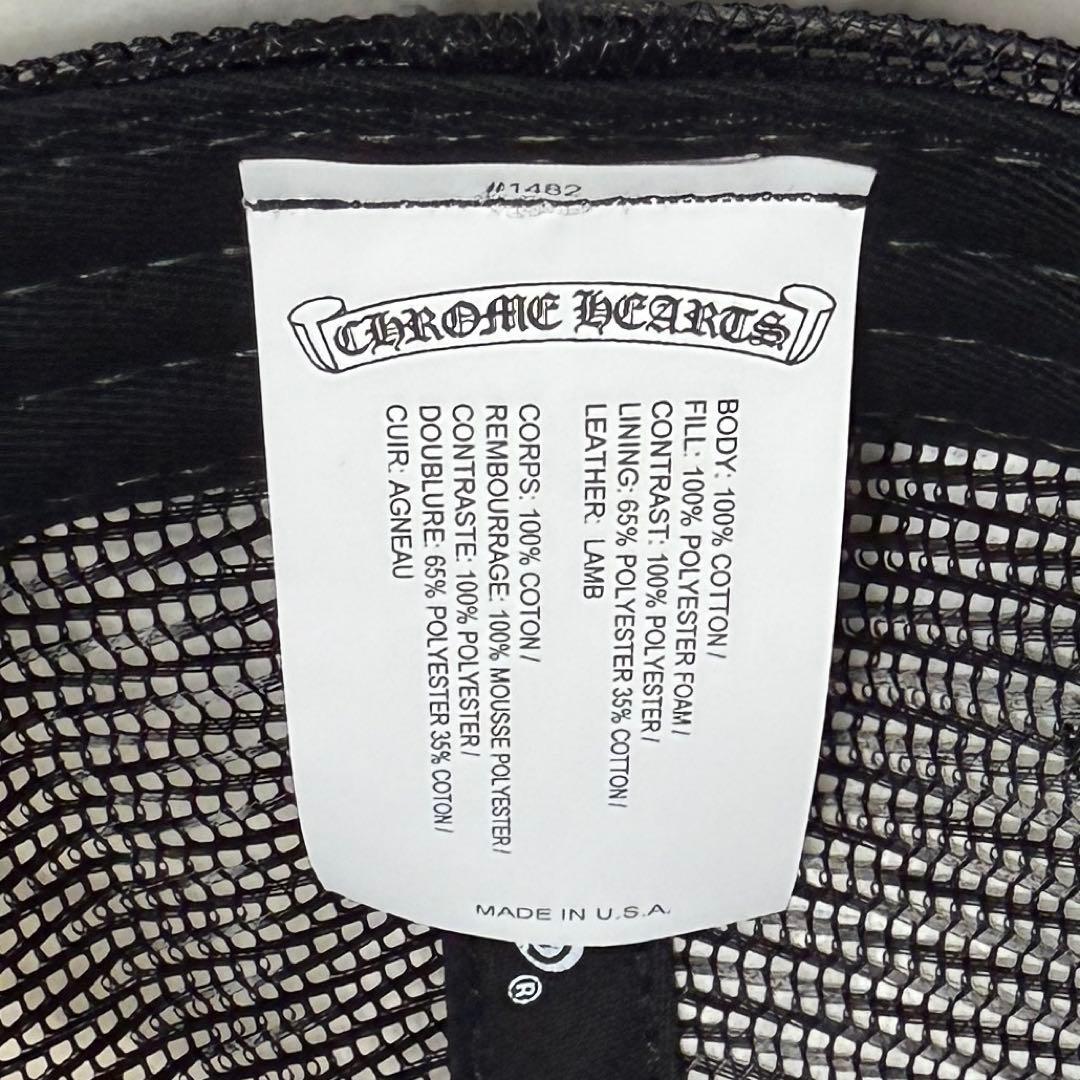 #1482
CHROME HEARTS
BODY: 100% COTTON /
FILL: 100% POLYESTER FOAM /
CONTRAST: 100% POLYESTER /
LINING: 65% POLYESTER 35% COTTON /
LEATHER: LAMB
CORPS: 100% COTON /
REMBOURRAGE: 100% MOUSSE POLYESTER /
CONTRASTE: 100% POLYESTER /
DOUBLURE: 65% POLYESTER 35% COTON /
CUIR: AGNEAU
MADE IN U.S.A.
®